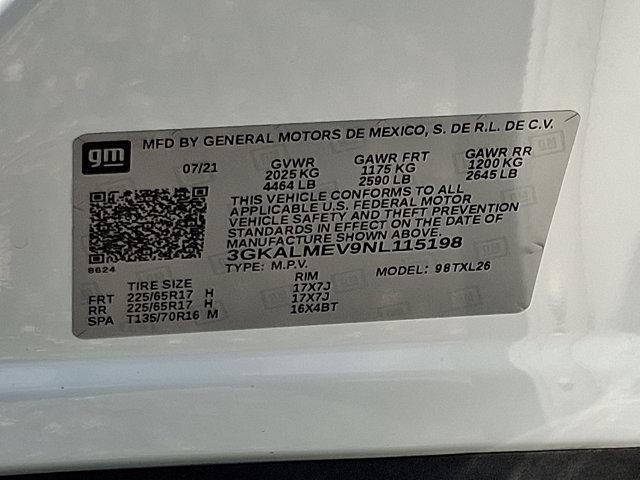 gm
MFD BY GENERAL MOTORS DE MEXICO, S. DE R.L. DE C.V.
07/21 GVWR GAWR FRT GAWR RR
2025 KG 1175 KG 1200 KG
4464 LB 2590 LB 2645 LB
THIS VEHICLE CONFORMS TO ALL
APPLICABLE U.S. FEDERAL MOTOR
VEHICLE SAFETY AND THEFT PREVENTION
STANDARDS IN EFFECT ON THE DATE OF
MANUFACTURE SHOWN ABOVE.
3GKALMEV9NL115198
8624 TYPE: M.P.V. MODEL: 98TXL26
TIRE SIZE RIM
FRT 225/65R17 H 17X7J
RR 225/65R17 H 17X7J
SPA T135/70R16 M 16X4BT